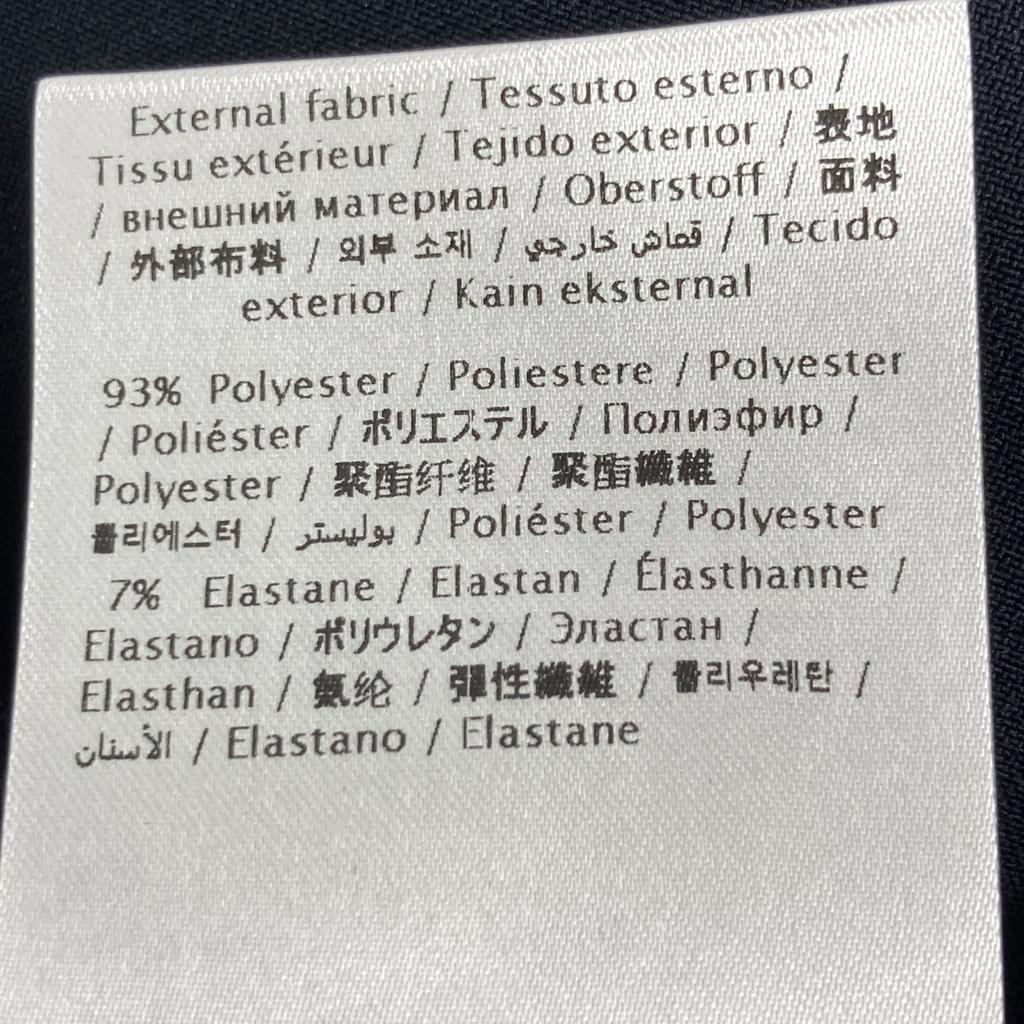 External fabric / Tessuto esterno /
Tissu extérieur / Tejido exterior / 表地
/ внешний материал / Oberstoff / 面料
/ 外部布料 / 외부 소재 / قماش خارجي / Tecido
exterior / Kain eksternal
93% Polyester / Poliestere / Polyester
/ Poliéster / ポリエステル / Полиэфир /
Polyester / 聚酯纤维 / 聚酯纖維 /
폴리에스터 / بوليستر / Poliéster / Polyester
7% Elastane / Elastan / Élasthanne /
Elastano / ポリウレタン / Эластан /
Elasthan / 氨纶 / 彈性纖維 / 폴리우레탄 /
الأسنان / Elastano / Elastane